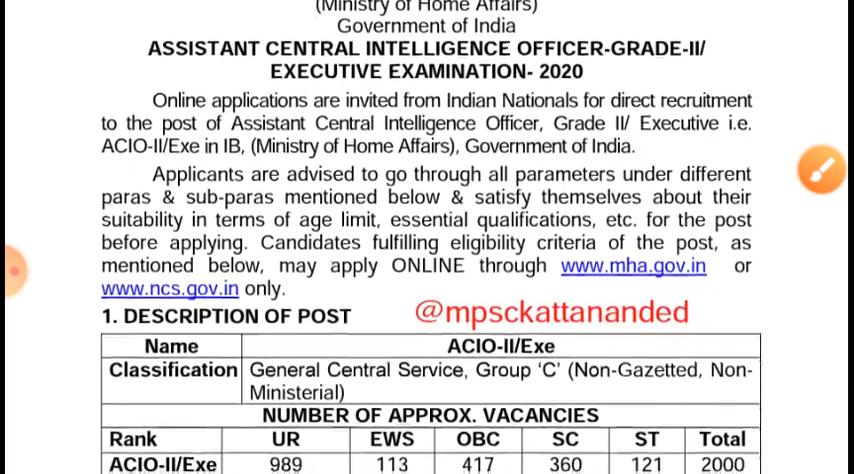 (Ministry of Home Affairs)
Government of India
ASSISTANT CENTRAL INTELLIGENCE OFFICER-GRADE-II/
EXECUTIVE EXAMINATION- 2020
Online applications are invited from Indian Nationals for direct recruitment
to the post of Assistant Central Intelligence Officer, Grade II/ Executive i.e.
ACIO-II/Exe in IB, (Ministry of Home Affairs), Government of India.
Applicants are advised to go through all parameters under different
paras & sub-paras mentioned below & satisfy themselves about their
suitability in terms of age limit, essential qualifications, etc. for the post
before applying. Candidates fulfilling eligibility criteria of the post, as
mentioned below, may apply ONLINE through www.mha.gov.in or
www.ncs.gov.in only.
1. DESCRIPTION OF POST @mpsckattananded
Name ACIO-II/Exe
Classification General Central Service, Group ‘C’ (Non-Gazetted, Non-
Ministerial)
NUMBER OF APPROX. VACANCIES
Rank UR EWS OBC SC ST Total
ACIO-II/Exe 989 113 417 360 121 2000